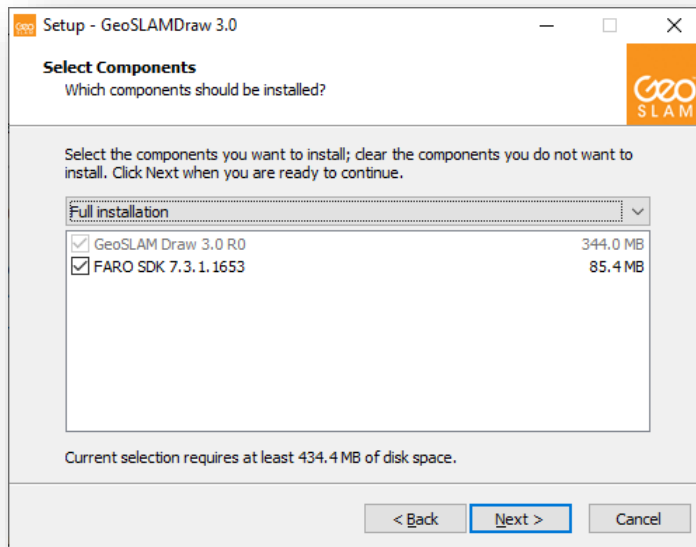 Setup - GeoSLAMDraw 3.0
Select Components
Which components should be installed?
Geo
SLAM
Select the components you want to install; clear the components you do not want to
install. Click Next when you are ready to continue.
Full installation
GeoSLAM Draw 3.0 R0 344.0 MB
FARO SDK 7.3.1.1653 85.4 MB
Current selection requires at least 434.4 MB of disk space.
< Back Next > Cancel